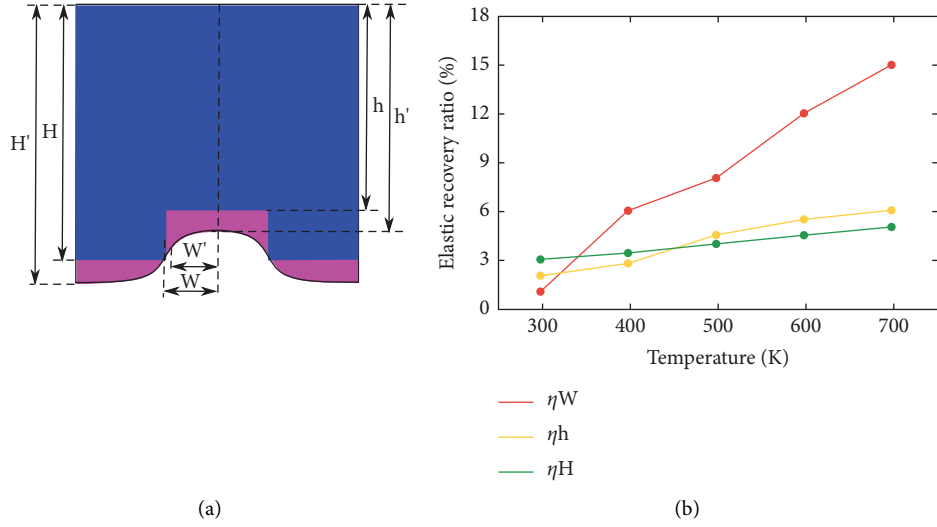 H'
H
h
h'
W'
W
(a)
Elastic recovery ratio (%)
18
15
12
9
6
3
0
300 400 500 600 700
Temperature (K)
ηW
ηh
ηH
(b)